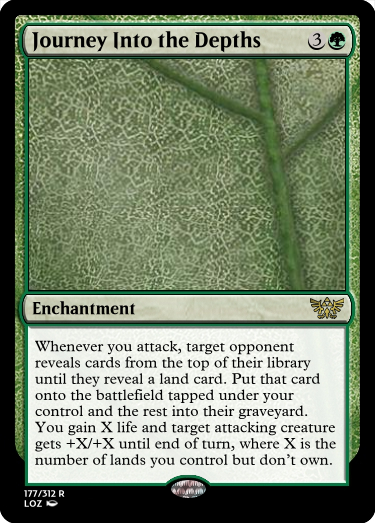 Journey Into the Depths 3
Enchantment
Whenever you attack, target opponent
reveals cards from the top of their library
until they reveal a land card. Put that card
onto the battlefield tapped under your
control and the rest into their graveyard.
You gain X life and target attacking creature
gets +X/+X until end of turn, where X is the
number of lands you control but don't own.
177/312 R
LOZ